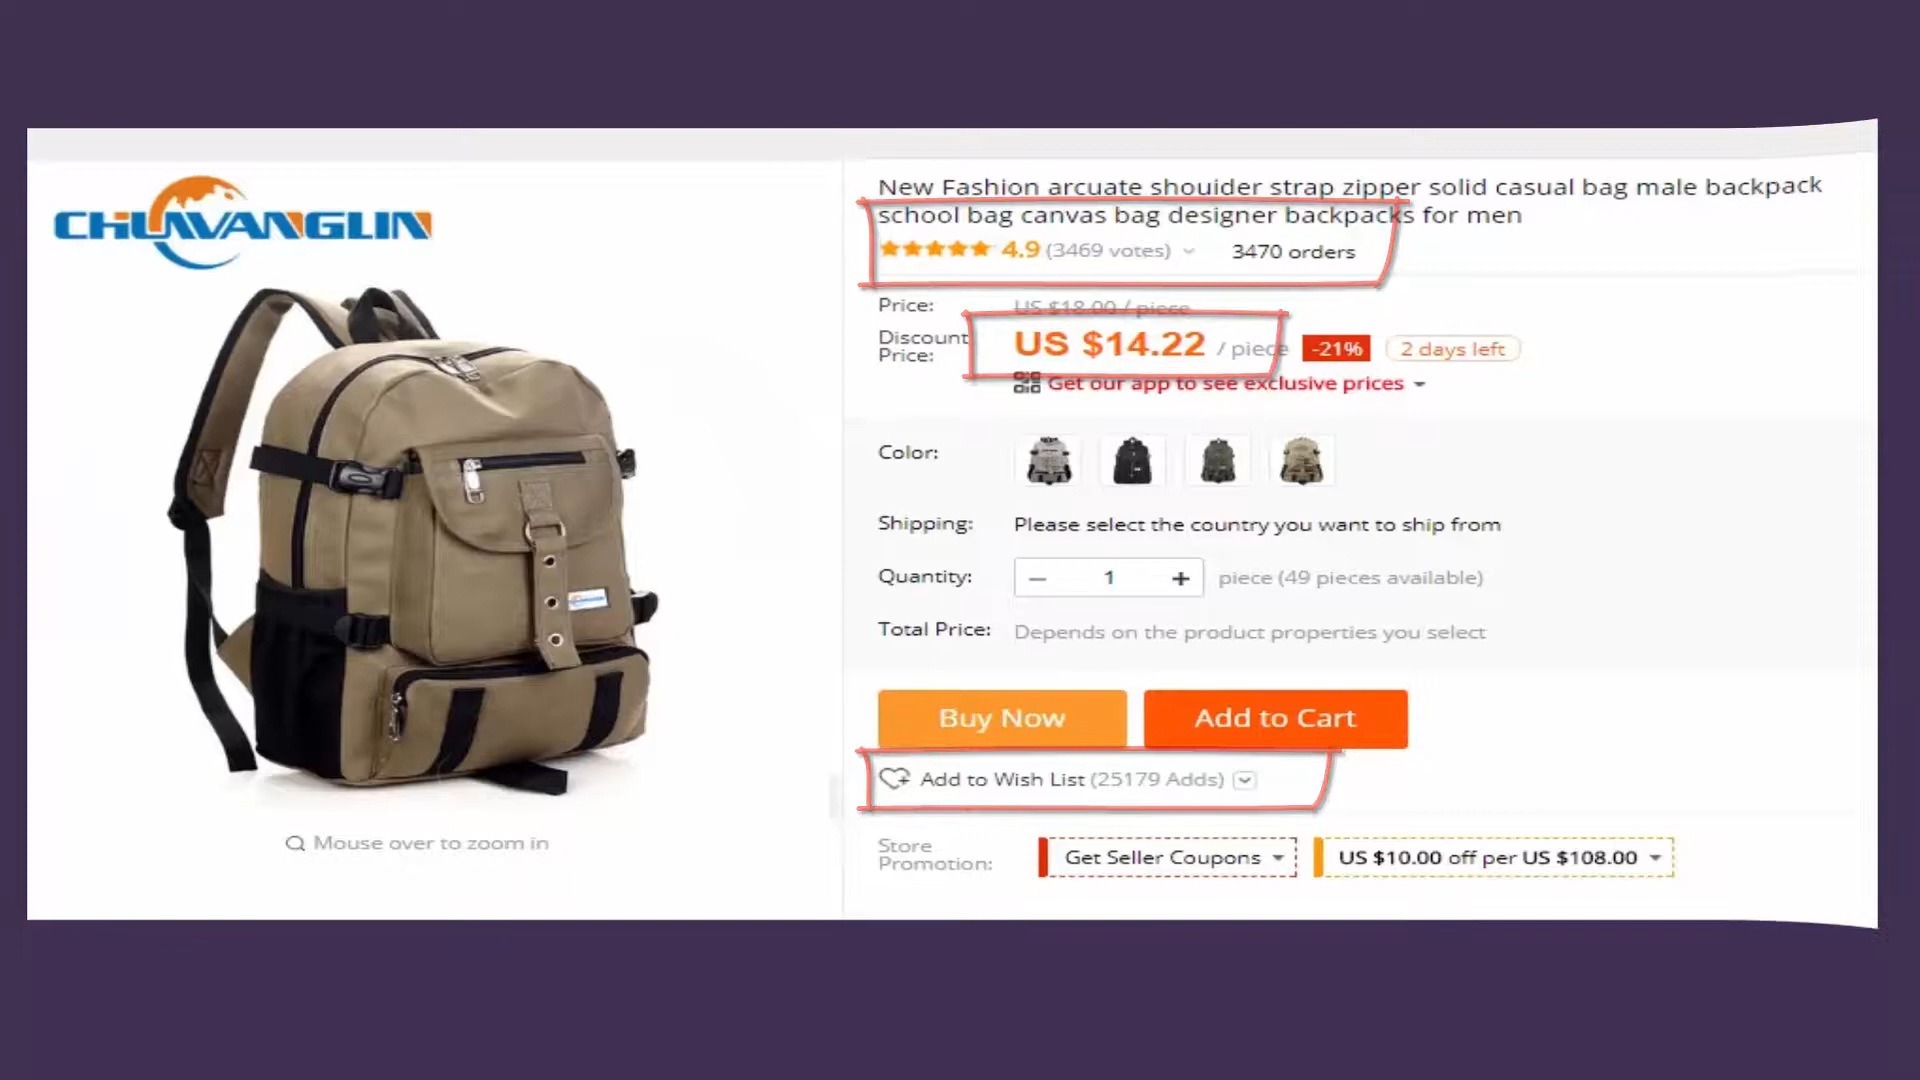 CHUVANGLIN
New Fashion arcuate shouider strap zipper solid casual bag male backpack
school bag canvas bag designer backpacks for men
4.9 (3469 votes) 3470 orders
Price: US $18.00 / piece
Discount Price: US $14.22 / piece -21% 2 days left
Get our app to see exclusive prices
Color:
Shipping: Please select the country you want to ship from
Quantity: − 1 + piece (49 pieces available)
Total Price: Depends on the product properties you select
Buy Now Add to Cart
Add to Wish List (25179 Adds)
Mouse over to zoom in
Store Promotion: Get Seller Coupons US $10.00 off per US $108.00